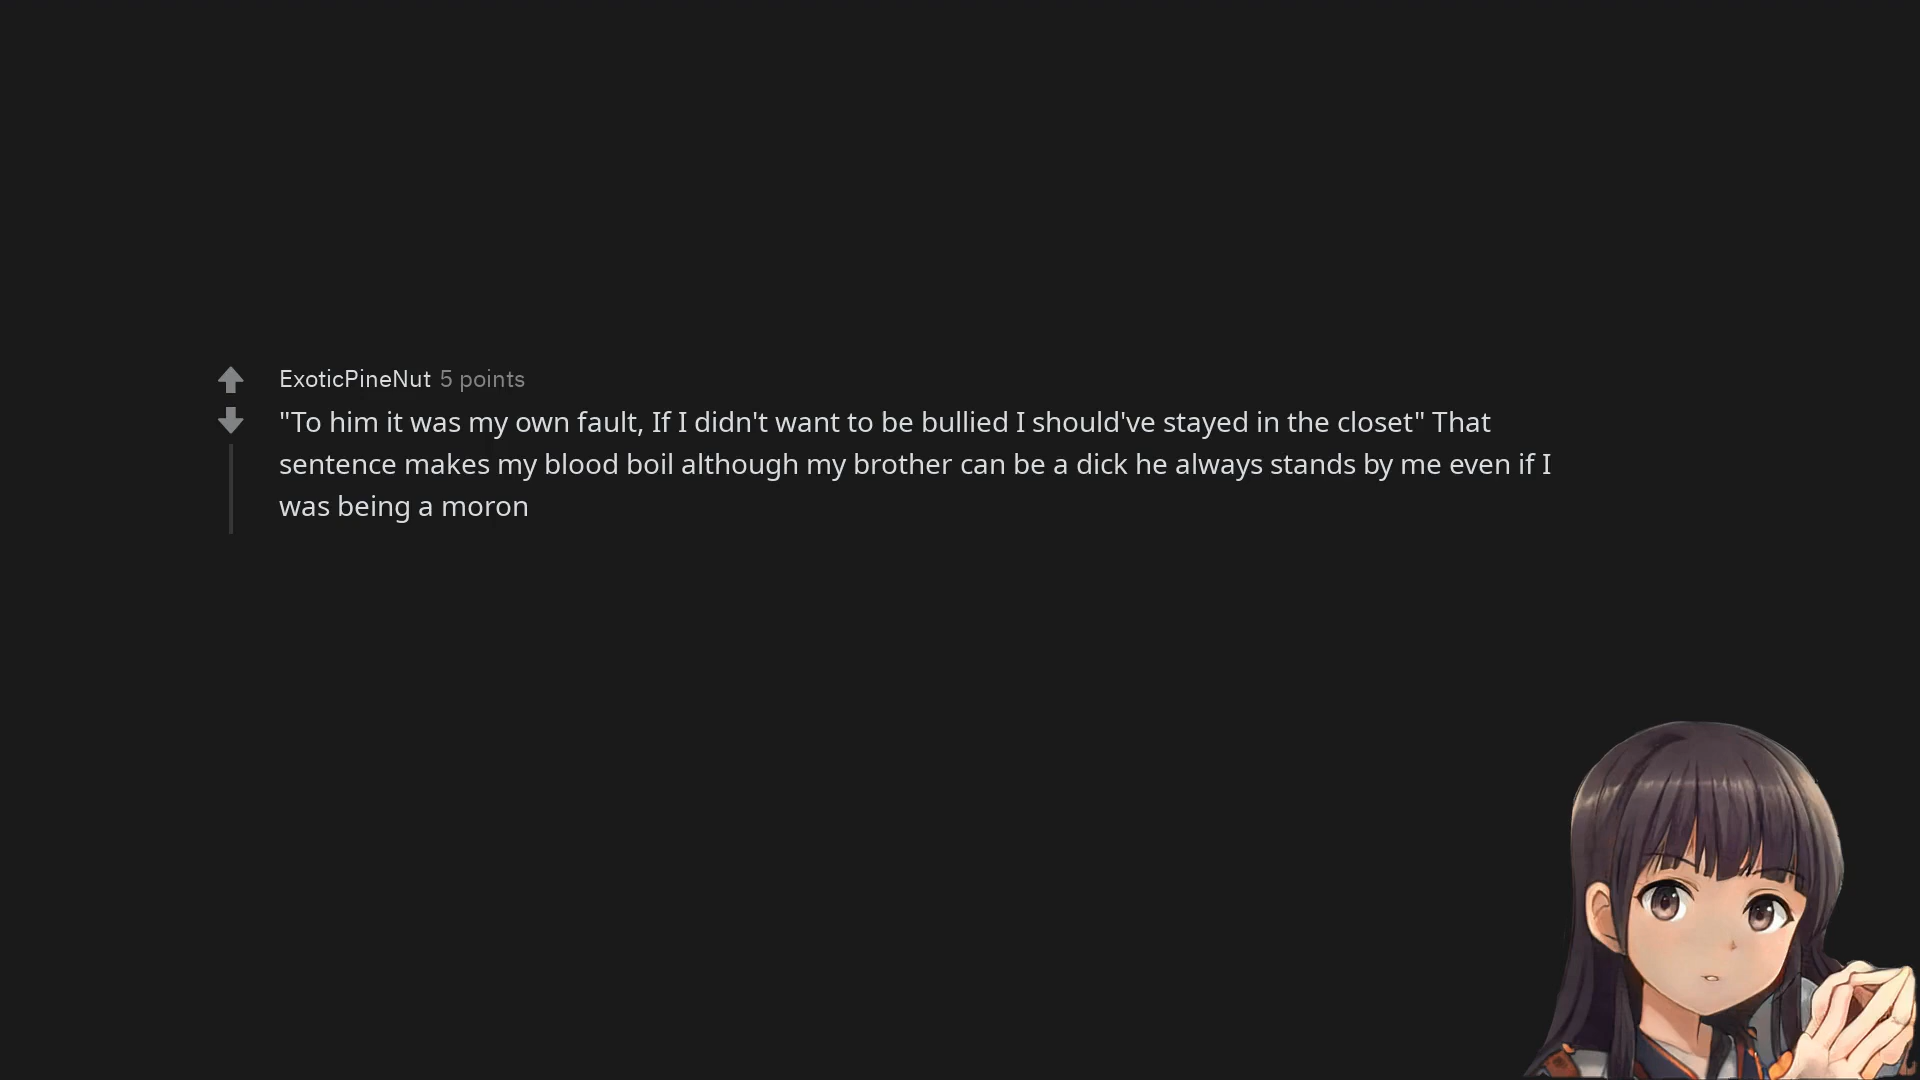 ExoticPineNut 5 points
"To him it was my own fault, If I didn't want to be bullied I should've stayed in the closet" That
sentence makes my blood boil although my brother can be a dick he always stands by me even if I
was being a moron